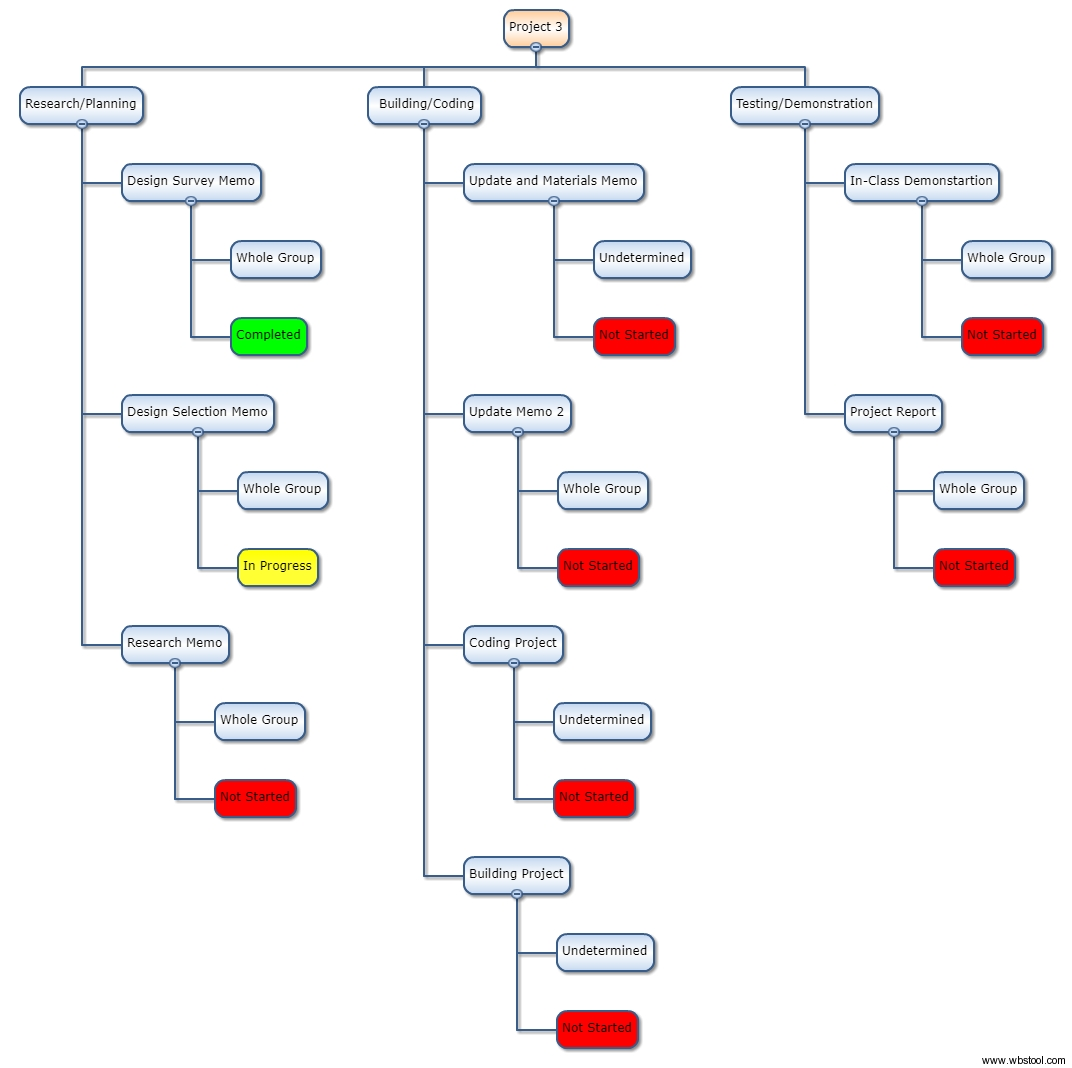 Project 3
Research/Planning
Building/Coding
Testing/Demonstration
Design Survey Memo
Whole Group
Completed
Design Selection Memo
Whole Group
In Progress
Research Memo
Whole Group
Not Started
Update and Materials Memo
Undetermined
Not Started
Update Memo 2
Whole Group
Not Started
Coding Project
Undetermined
Not Started
Building Project
Undetermined
Not Started
In-Class Demonstartion
Whole Group
Not Started
Project Report
Whole Group
Not Started
www.wbstool.com